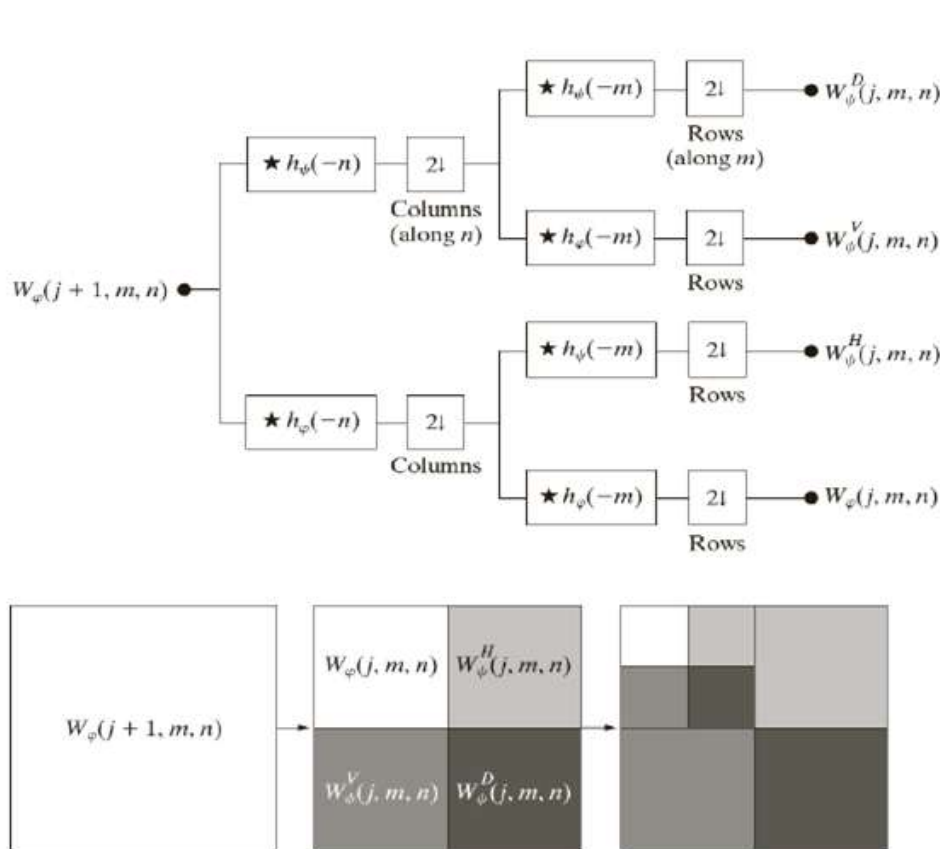 ★ h_ψ(−m)
2↓
W_ψ^D(j, m, n)
Rows
(along m)
★ h_ψ(−n)
2↓
Columns
(along n)
★ h_φ(−m)
2↓
W_ψ^V(j, m, n)
Rows
W_φ(j + 1, m, n)
★ h_ψ(−m)
2↓
W_ψ^H(j, m, n)
Rows
★ h_φ(−n)
2↓
Columns
★ h_φ(−m)
2↓
W_φ(j, m, n)
Rows
W_φ(j + 1, m, n)
W_φ(j, m, n)
W_ψ^H(j, m, n)
W_ψ^V(j, m, n)
W_ψ^D(j, m, n)